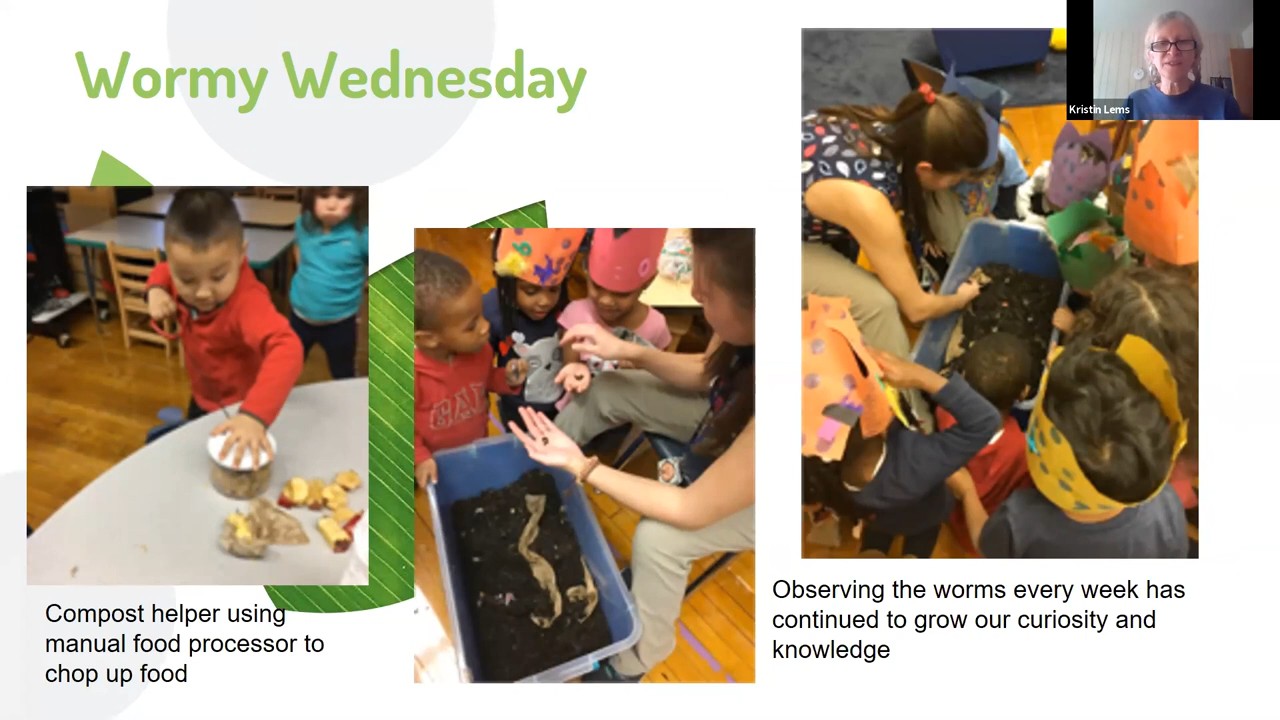 Wormy Wednesday
Kristin Lems
Compost helper using
manual food processor to
chop up food
Observing the worms every week has
continued to grow our curiosity and
knowledge